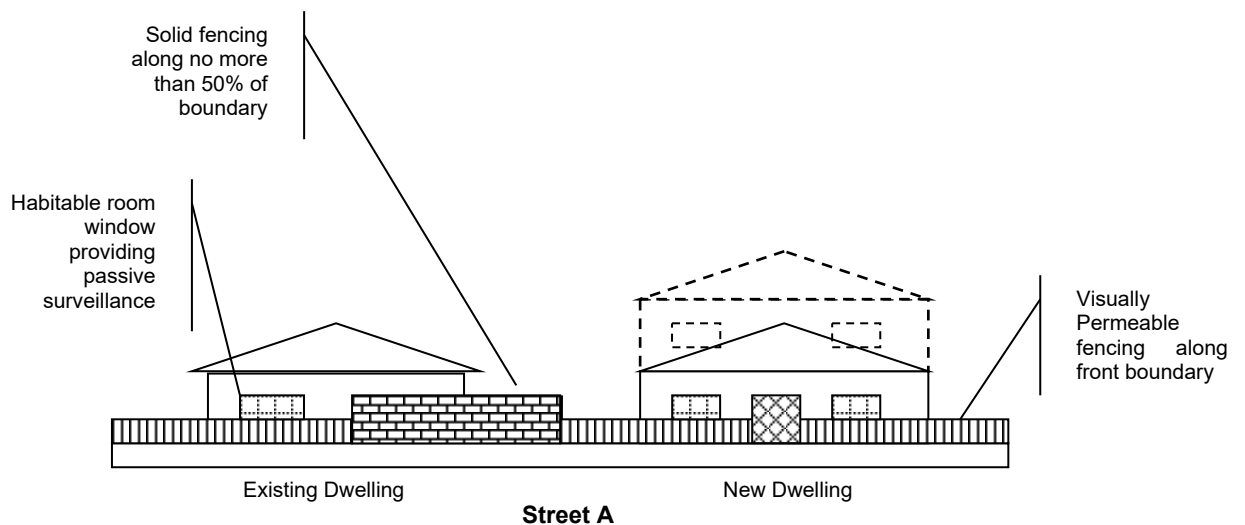 Solid fencing
along no more
than 50% of
boundary
Habitable room
window
providing
passive
surveillance
Visually
Permeable
fencing along
front boundary
Existing Dwelling
New Dwelling
Street A